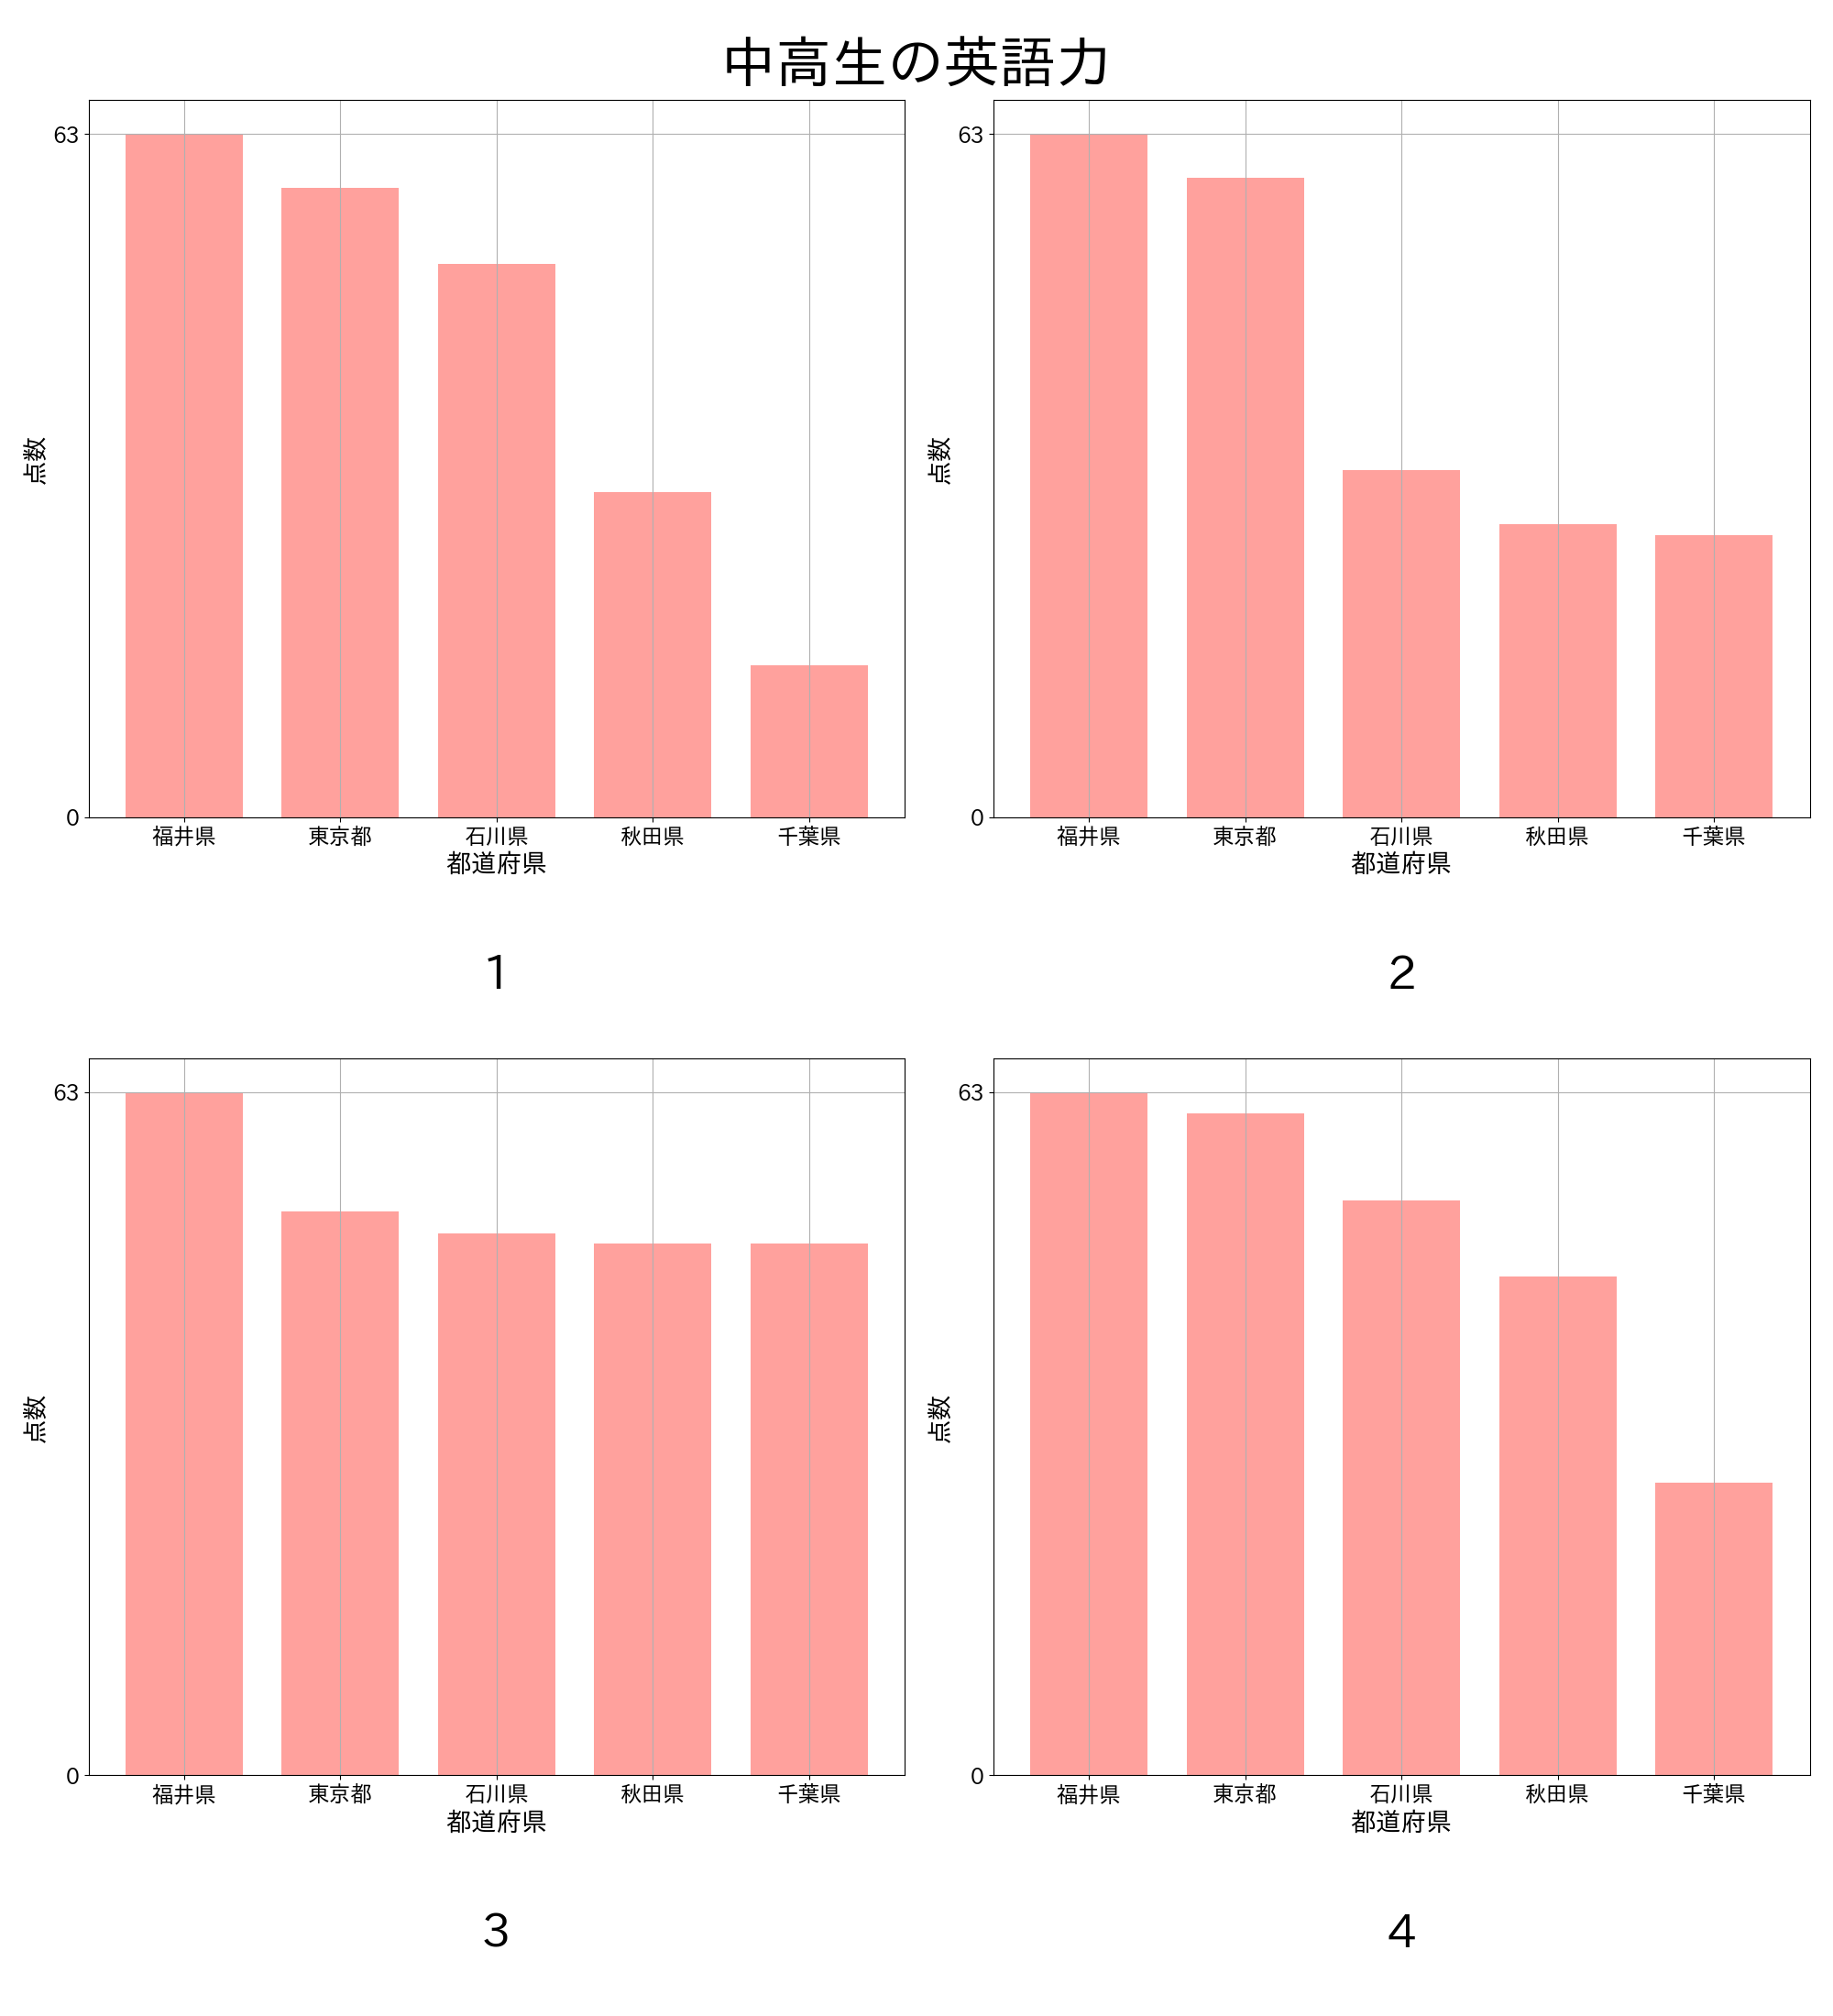 中高生の英語力
63
点数
0
福井県 東京都 石川県 秋田県 千葉県
都道府県
1
63
点数
0
福井県 東京都 石川県 秋田県 千葉県
都道府県
2
63
点数
0
福井県 東京都 石川県 秋田県 千葉県
都道府県
3
63
点数
0
福井県 東京都 石川県 秋田県 千葉県
都道府県
4